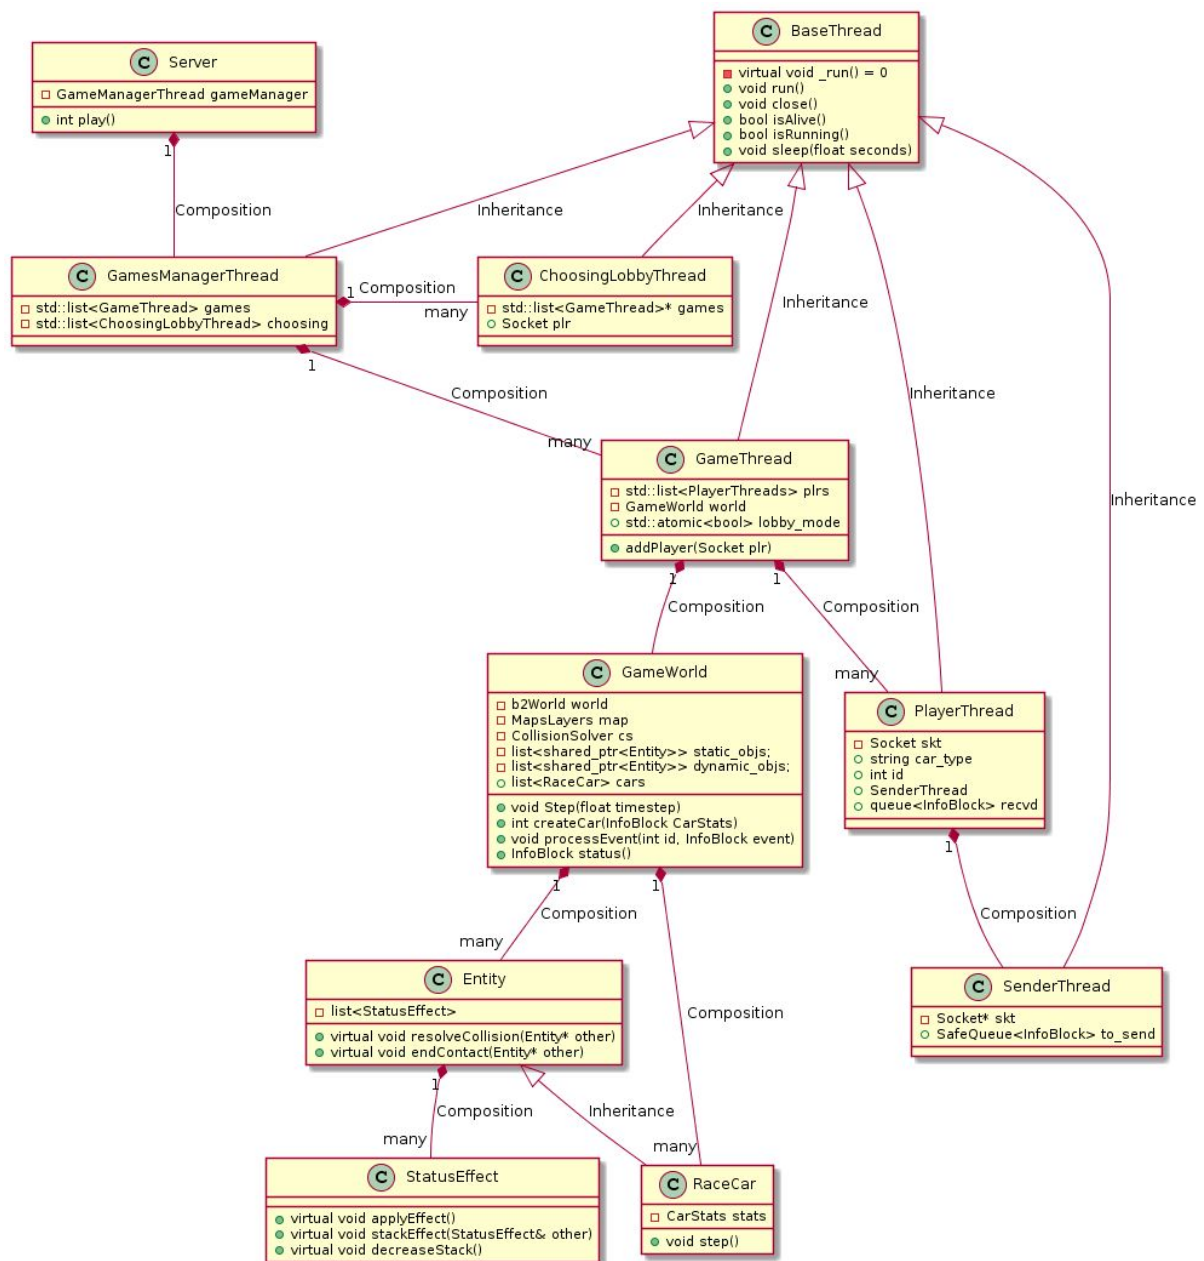 C BaseThread
virtual void _run() = 0
void run()
void close()
bool isAlive()
bool isRunning()
void sleep(float seconds)
C Server
GameManagerThread gameManager
int play()
1
Composition
Inheritance
Inheritance
Inheritance
Inheritance
Inheritance
C GamesManagerThread
std::list<GameThread> games
std::list<ChoosingLobbyThread> choosing
1
Composition
many
C ChoosingLobbyThread
std::list<GameThread>* games
Socket plr
1
Composition
many
C GameThread
std::list<PlayerThreads> plrs
GameWorld world
std::atomic<bool> lobby_mode
addPlayer(Socket plr)
1
Composition
1
Composition
many
C GameWorld
b2World world
MapsLayers map
CollisionSolver cs
list<shared_ptr<Entity>> static_objs;
list<shared_ptr<Entity>> dynamic_objs;
list<RaceCar> cars
void Step(float timestep)
int createCar(InfoBlock CarStats)
void processEvent(int id, InfoBlock event)
InfoBlock status()
C PlayerThread
Socket skt
string car_type
int id
SenderThread
queue<InfoBlock> recvd
1
Composition
many
1
Composition
many
1
Composition
C Entity
list<StatusEffect>
virtual void resolveCollision(Entity* other)
virtual void endContact(Entity* other)
C SenderThread
Socket* skt
SafeQueue<InfoBlock> to_send
1
Composition
many
Inheritance
C StatusEffect
virtual void applyEffect()
virtual void stackEffect(StatusEffect& other)
virtual void decreaseStack()
C RaceCar
CarStats stats
void step()